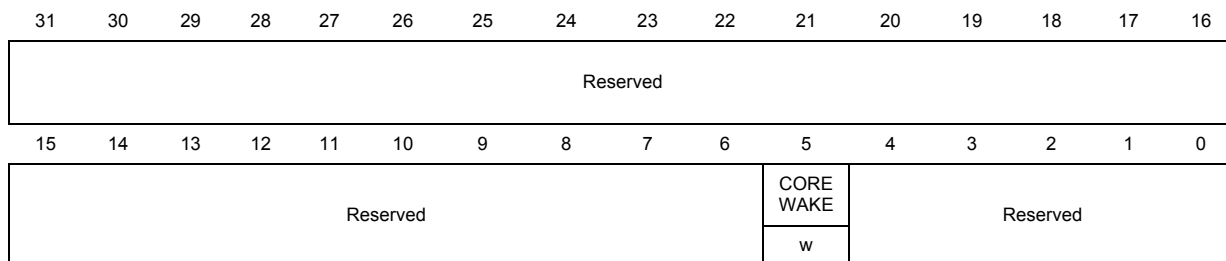 31 30 29 28 27 26 25 24 23 22 21 20 19 18 17 16
Reserved
15 14 13 12 11 10 9 8 7 6 5 4 3 2 1 0
Reserved
CORE
WAKE
Reserved
w